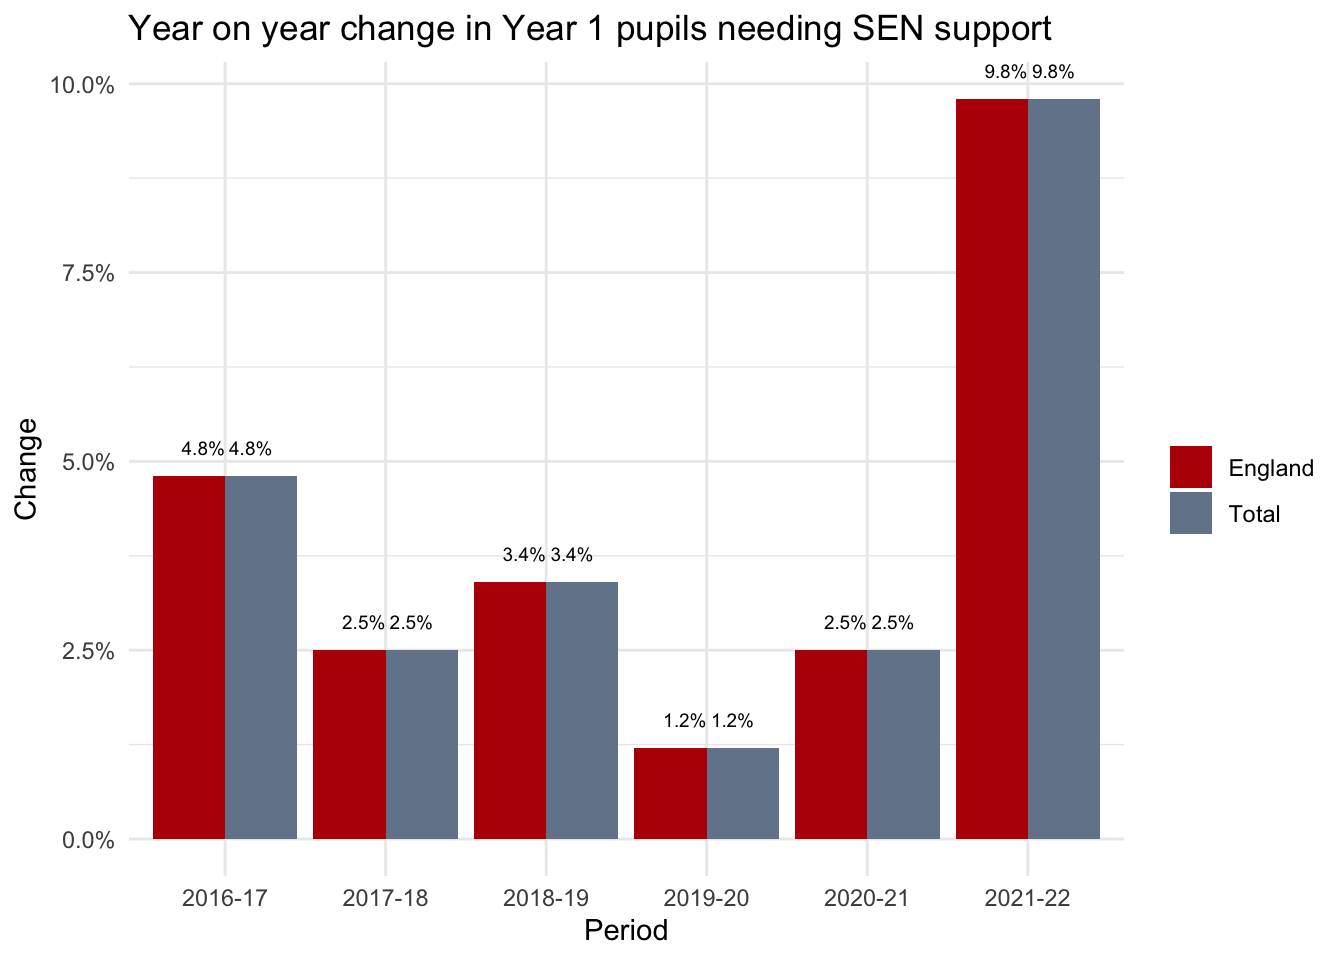 Year on year change in Year 1 pupils needing SEN support
10.0%
7.5%
5.0%
2.5%
0.0%
Change
4.8% 4.8%
2.5% 2.5%
3.4% 3.4%
1.2% 1.2%
2.5% 2.5%
9.8% 9.8%
2016-17 2017-18 2018-19 2019-20 2020-21 2021-22
Period
England
Total